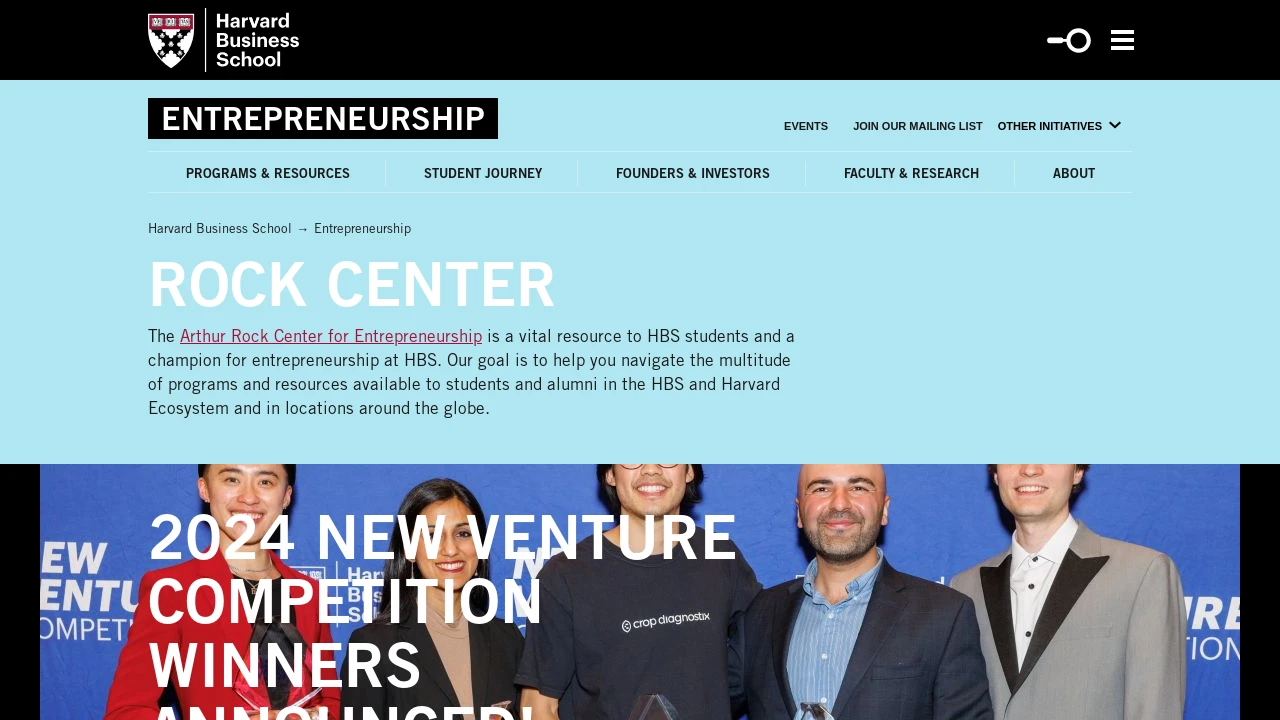 Harvard
Business
School
ENTREPRENEURSHIP
EVENTS
JOIN OUR MAILING LIST
OTHER INITIATIVES
PROGRAMS & RESOURCES
STUDENT JOURNEY
FOUNDERS & INVESTORS
FACULTY & RESEARCH
ABOUT
Harvard Business School → Entrepreneurship
ROCK CENTER
The Arthur Rock Center for Entrepreneurship is a vital resource to HBS students and a
champion for entrepreneurship at HBS. Our goal is to help you navigate the multitude
of programs and resources available to students and alumni in the HBS and Harvard
Ecosystem and in locations around the globe.
2024 NEW VENTURE
COMPETITION
WINNERS
ANNOUNCED!
crop diagnostix